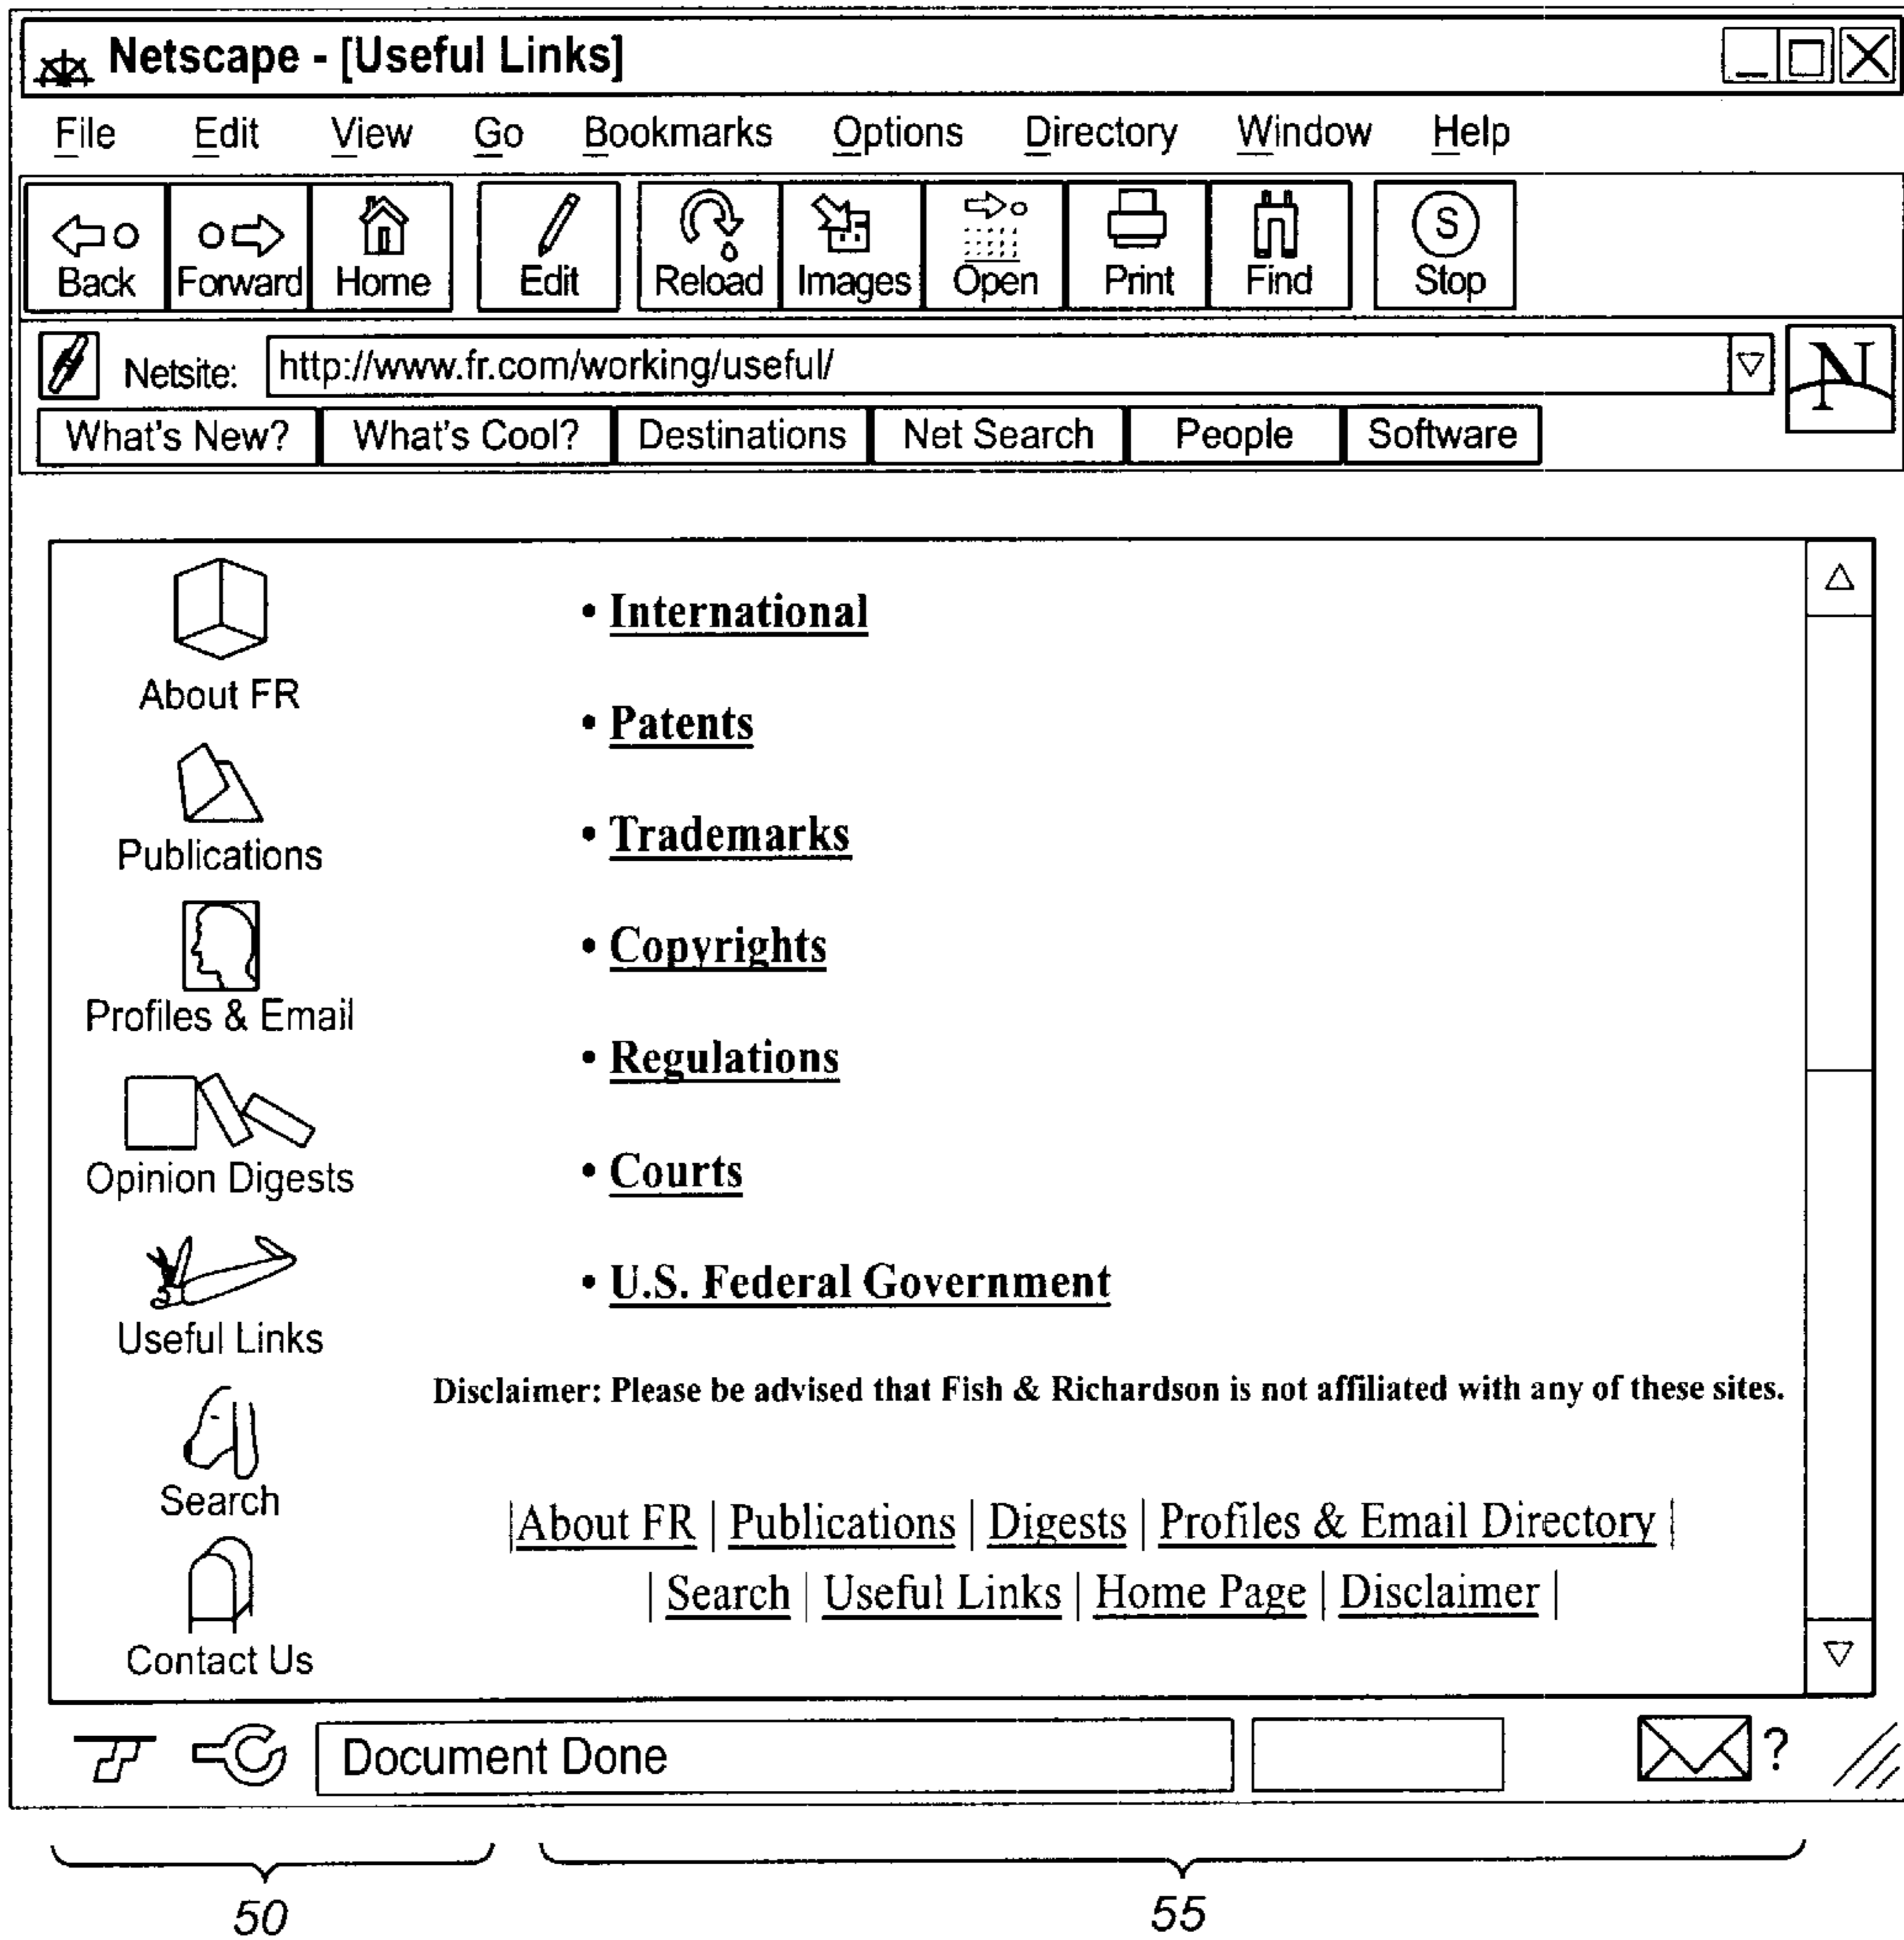 Netscape - [Useful Links]
File Edit View Go Bookmarks Options Directory Window Help
S
Back Forward Home Edit Reload Images Open Print Find Stop
Netsite: http://www.fr.com/working/useful/
N
What's New? What's Cool? Destinations Net Search People Software
• International
About FR
• Patents
• Trademarks
Publications
• Copyrights
Profiles & Email
• Regulations
Opinion Digests
• Courts
• U.S. Federal Government
Useful Links
Disclaimer: Please be advised that Fish & Richardson is not affiliated with any of these sites.
Search
|About FR | Publications | Digests | Profiles & Email Directory |
| Search | Useful Links | Home Page | Disclaimer |
Contact Us
Document Done ?
50 55